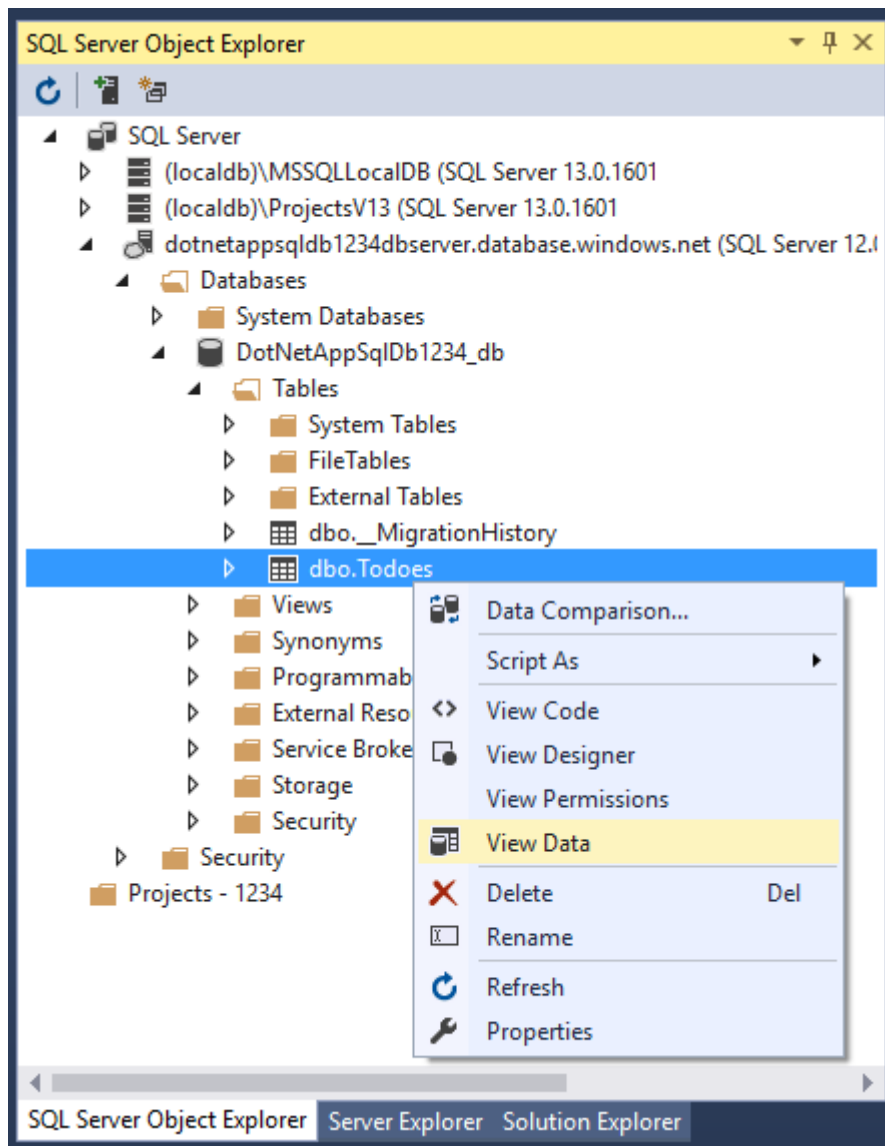 SQL Server Object Explorer
SQL Server
(localdb)\MSSQLLocalDB (SQL Server 13.0.1601
(localdb)\ProjectsV13 (SQL Server 13.0.1601
dotnetappsqldb1234dbserver.database.windows.net (SQL Server 12.
Databases
System Databases
DotNetAppSqlDb1234_db
Tables
System Tables
FileTables
External Tables
dbo.__MigrationHistory
dbo.Todoes
Views
Synonyms
Programmab
External Reso
Service Broke
Storage
Security
Security
Projects - 1234
Data Comparison...
Script As
View Code
View Designer
View Permissions
View Data
Delete Del
Rename
Refresh
Properties
SQL Server Object Explorer Server Explorer Solution Explorer